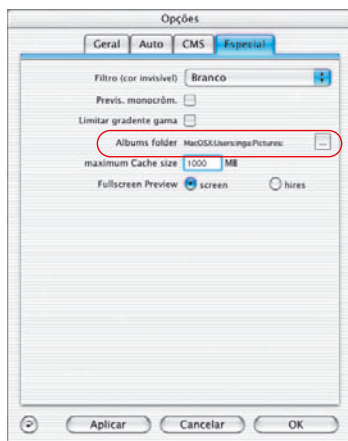 Opções
Geral Auto CMS Especial
Filtro (cor invisível) Branco
Previs. monocróm.
Limitar gradente gama
Albums folder MacOSX:Users:inga:Pictures: ...
maximum Cache size 1000 MB
Fullscreen Preview screen hires
Aplicar Cancelar OK